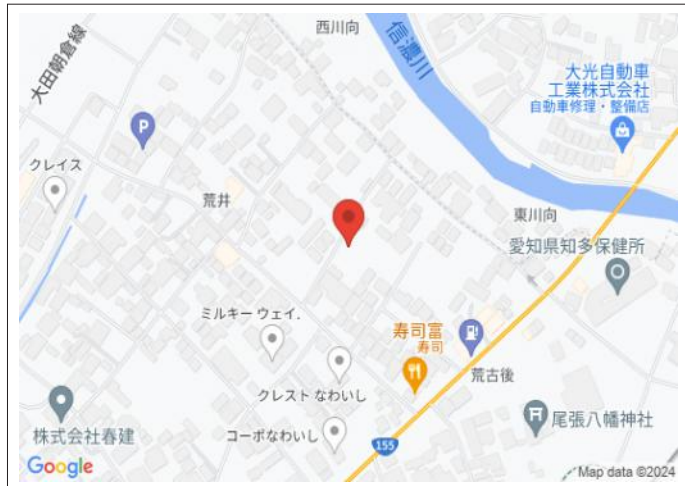 西川向
信濃川
大田朝倉線
大光自動車
工業株式会社
自動車修理・整備店
P
クレイス
荒井
東川向
愛知県知多保健所
ミルキー ウェイ.
寿司富
寿司
荒古後
クレスト なわいし
尾張八幡神社
株式会社春建
コーポなわいし
155
Google
Map data ©2024